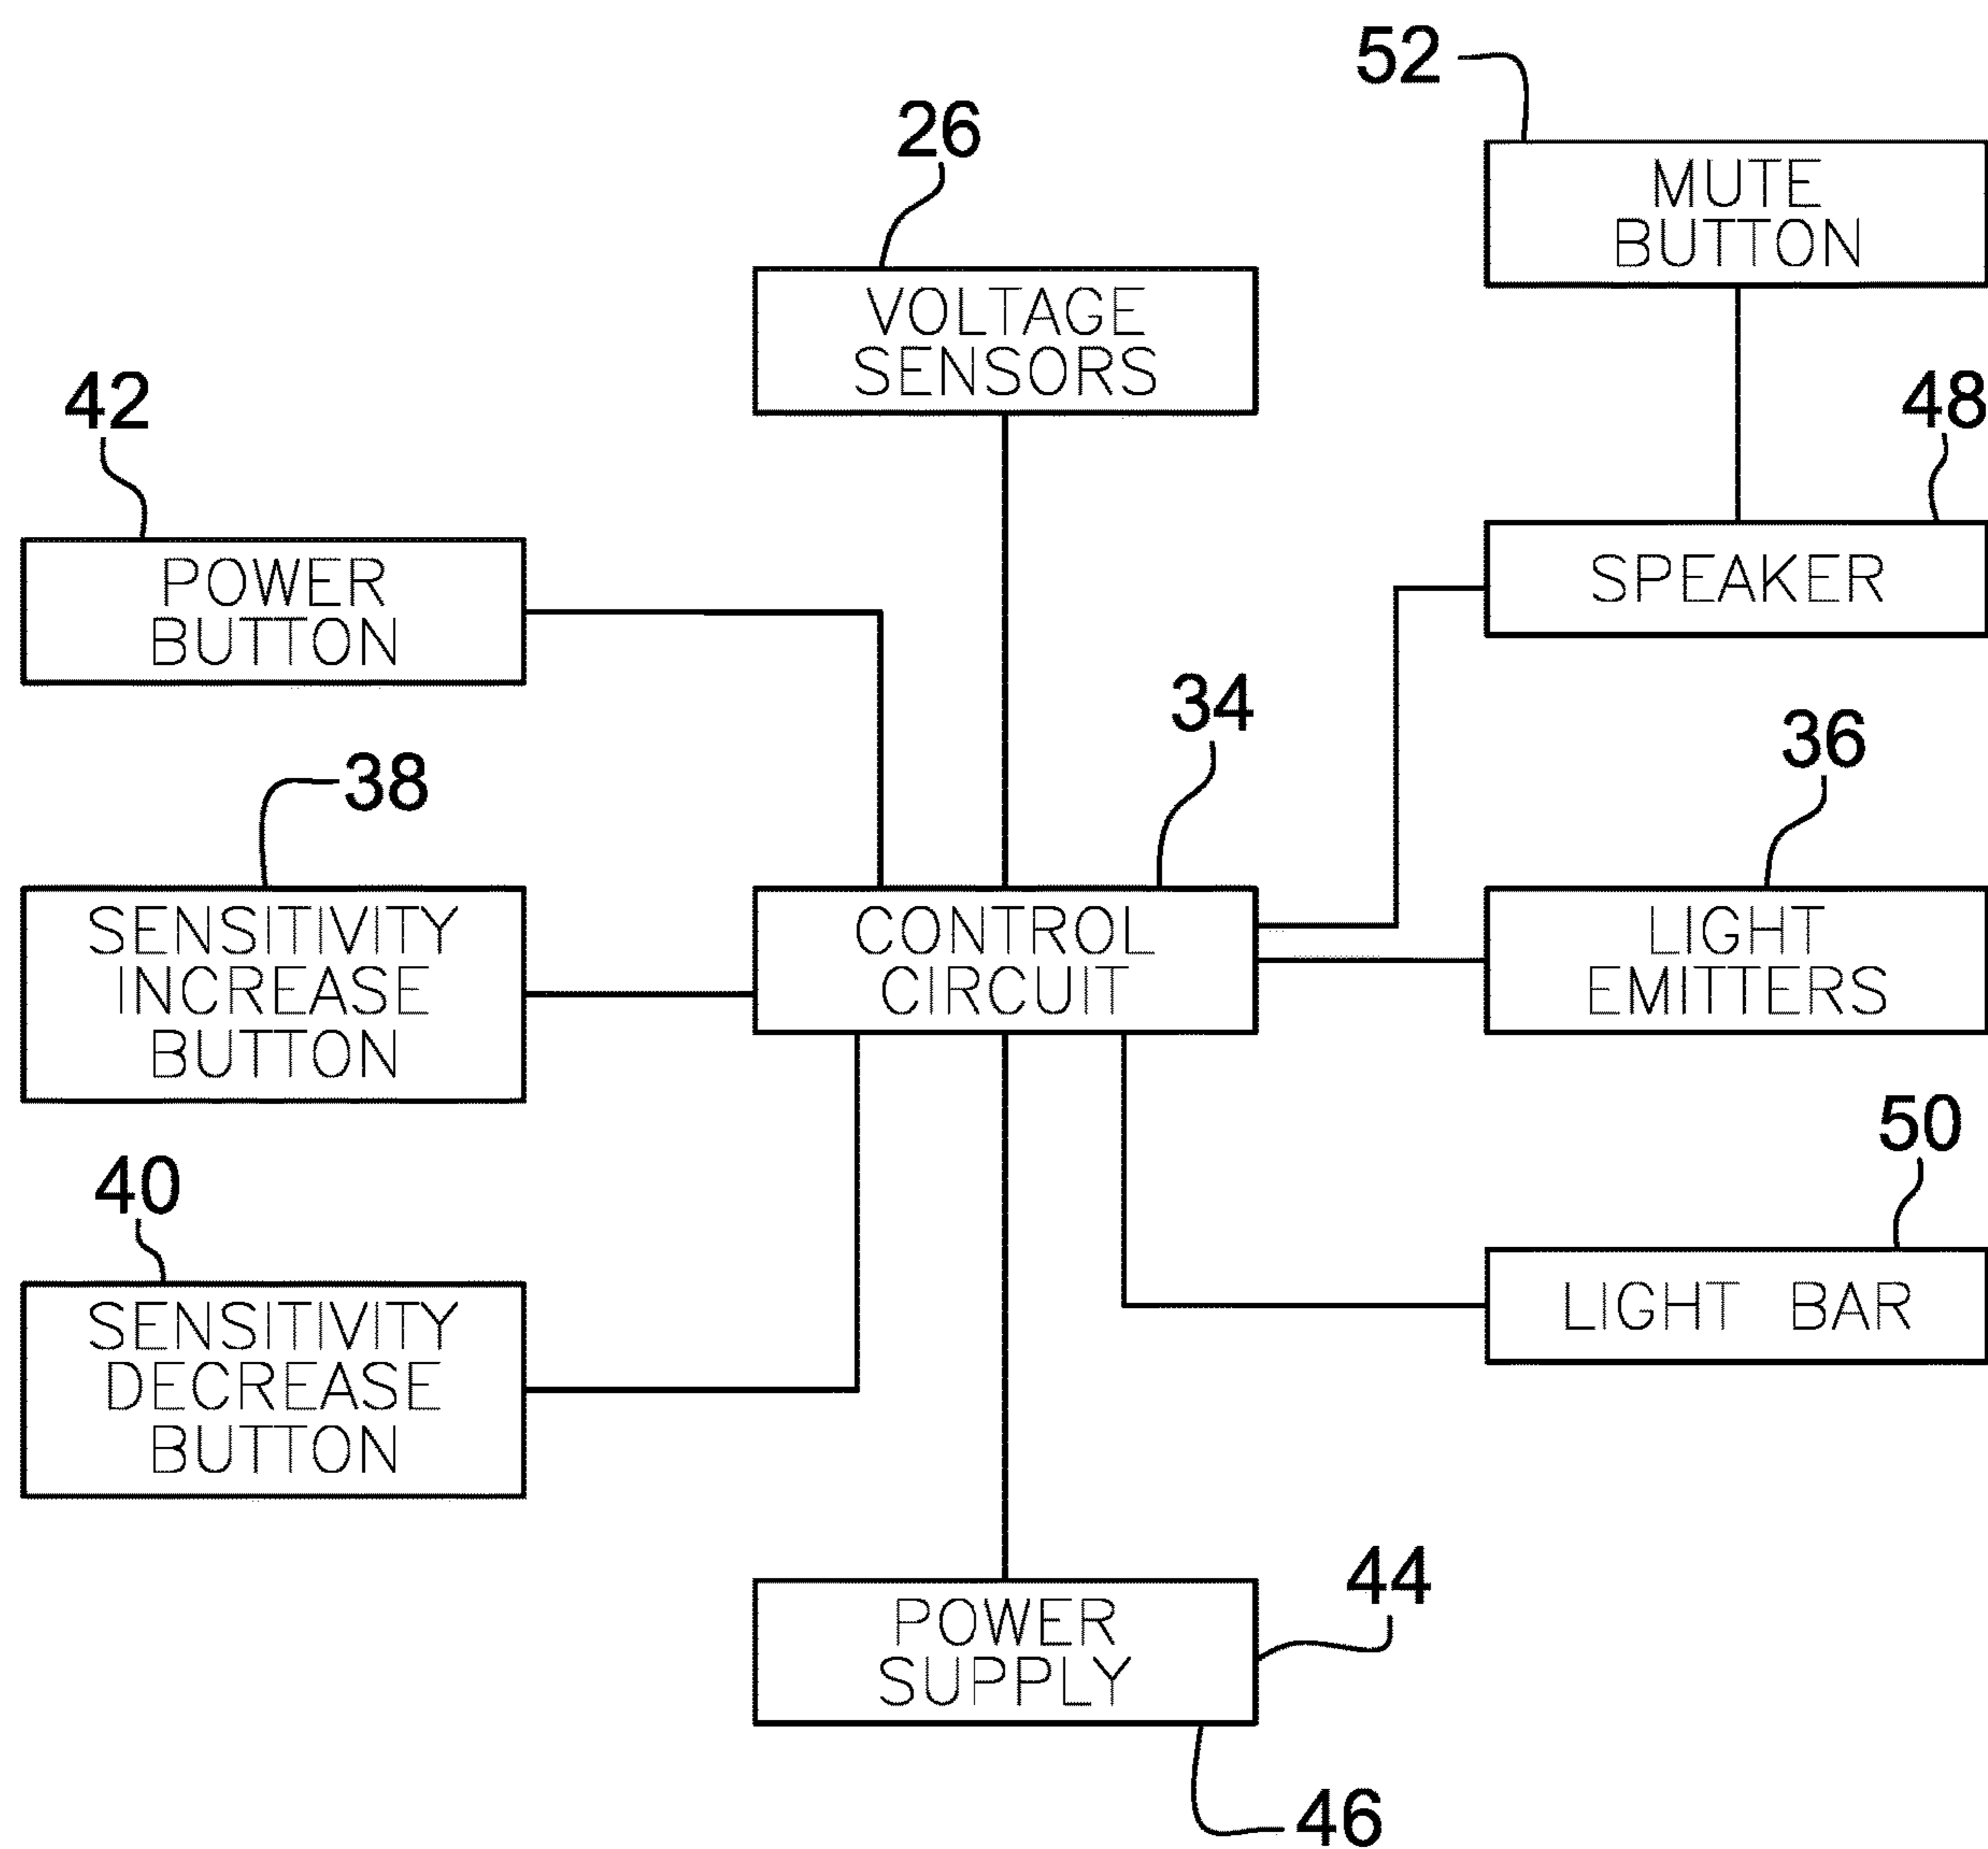 52
MUTE
BUTTON
26
VOLTAGE
SENSORS
48
SPEAKER
42
POWER
BUTTON
34
CONTROL
CIRCUIT
36
LIGHT
EMITTERS
38
SENSITIVITY
INCREASE
BUTTON
50
LIGHT BAR
40
SENSITIVITY
DECREASE
BUTTON
44
POWER
SUPPLY
46